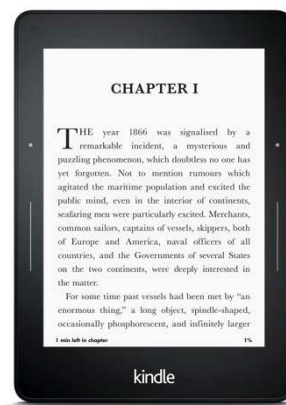 CHAPTER I
THE year 1866 was signalised by a
remarkable incident, a mysterious and
puzzling phenomenon, which doubtless no one has
yet forgotten. Not to mention rumours which
agitated the maritime population and excited the
public mind, even in the interior of continents,
seafaring men were particularly excited. Merchants,
common sailors, captains of vessels, skippers, both
of Europe and America, naval officers of all
countries, and the Governments of several States
on the two continents, were deeply interested in
the matter.
For some time past vessels had been met by “an
enormous thing,” a long object, spindle-shaped,
occasionally phosphorescent, and infinitely larger
1 min left in chapter 1%
kindle